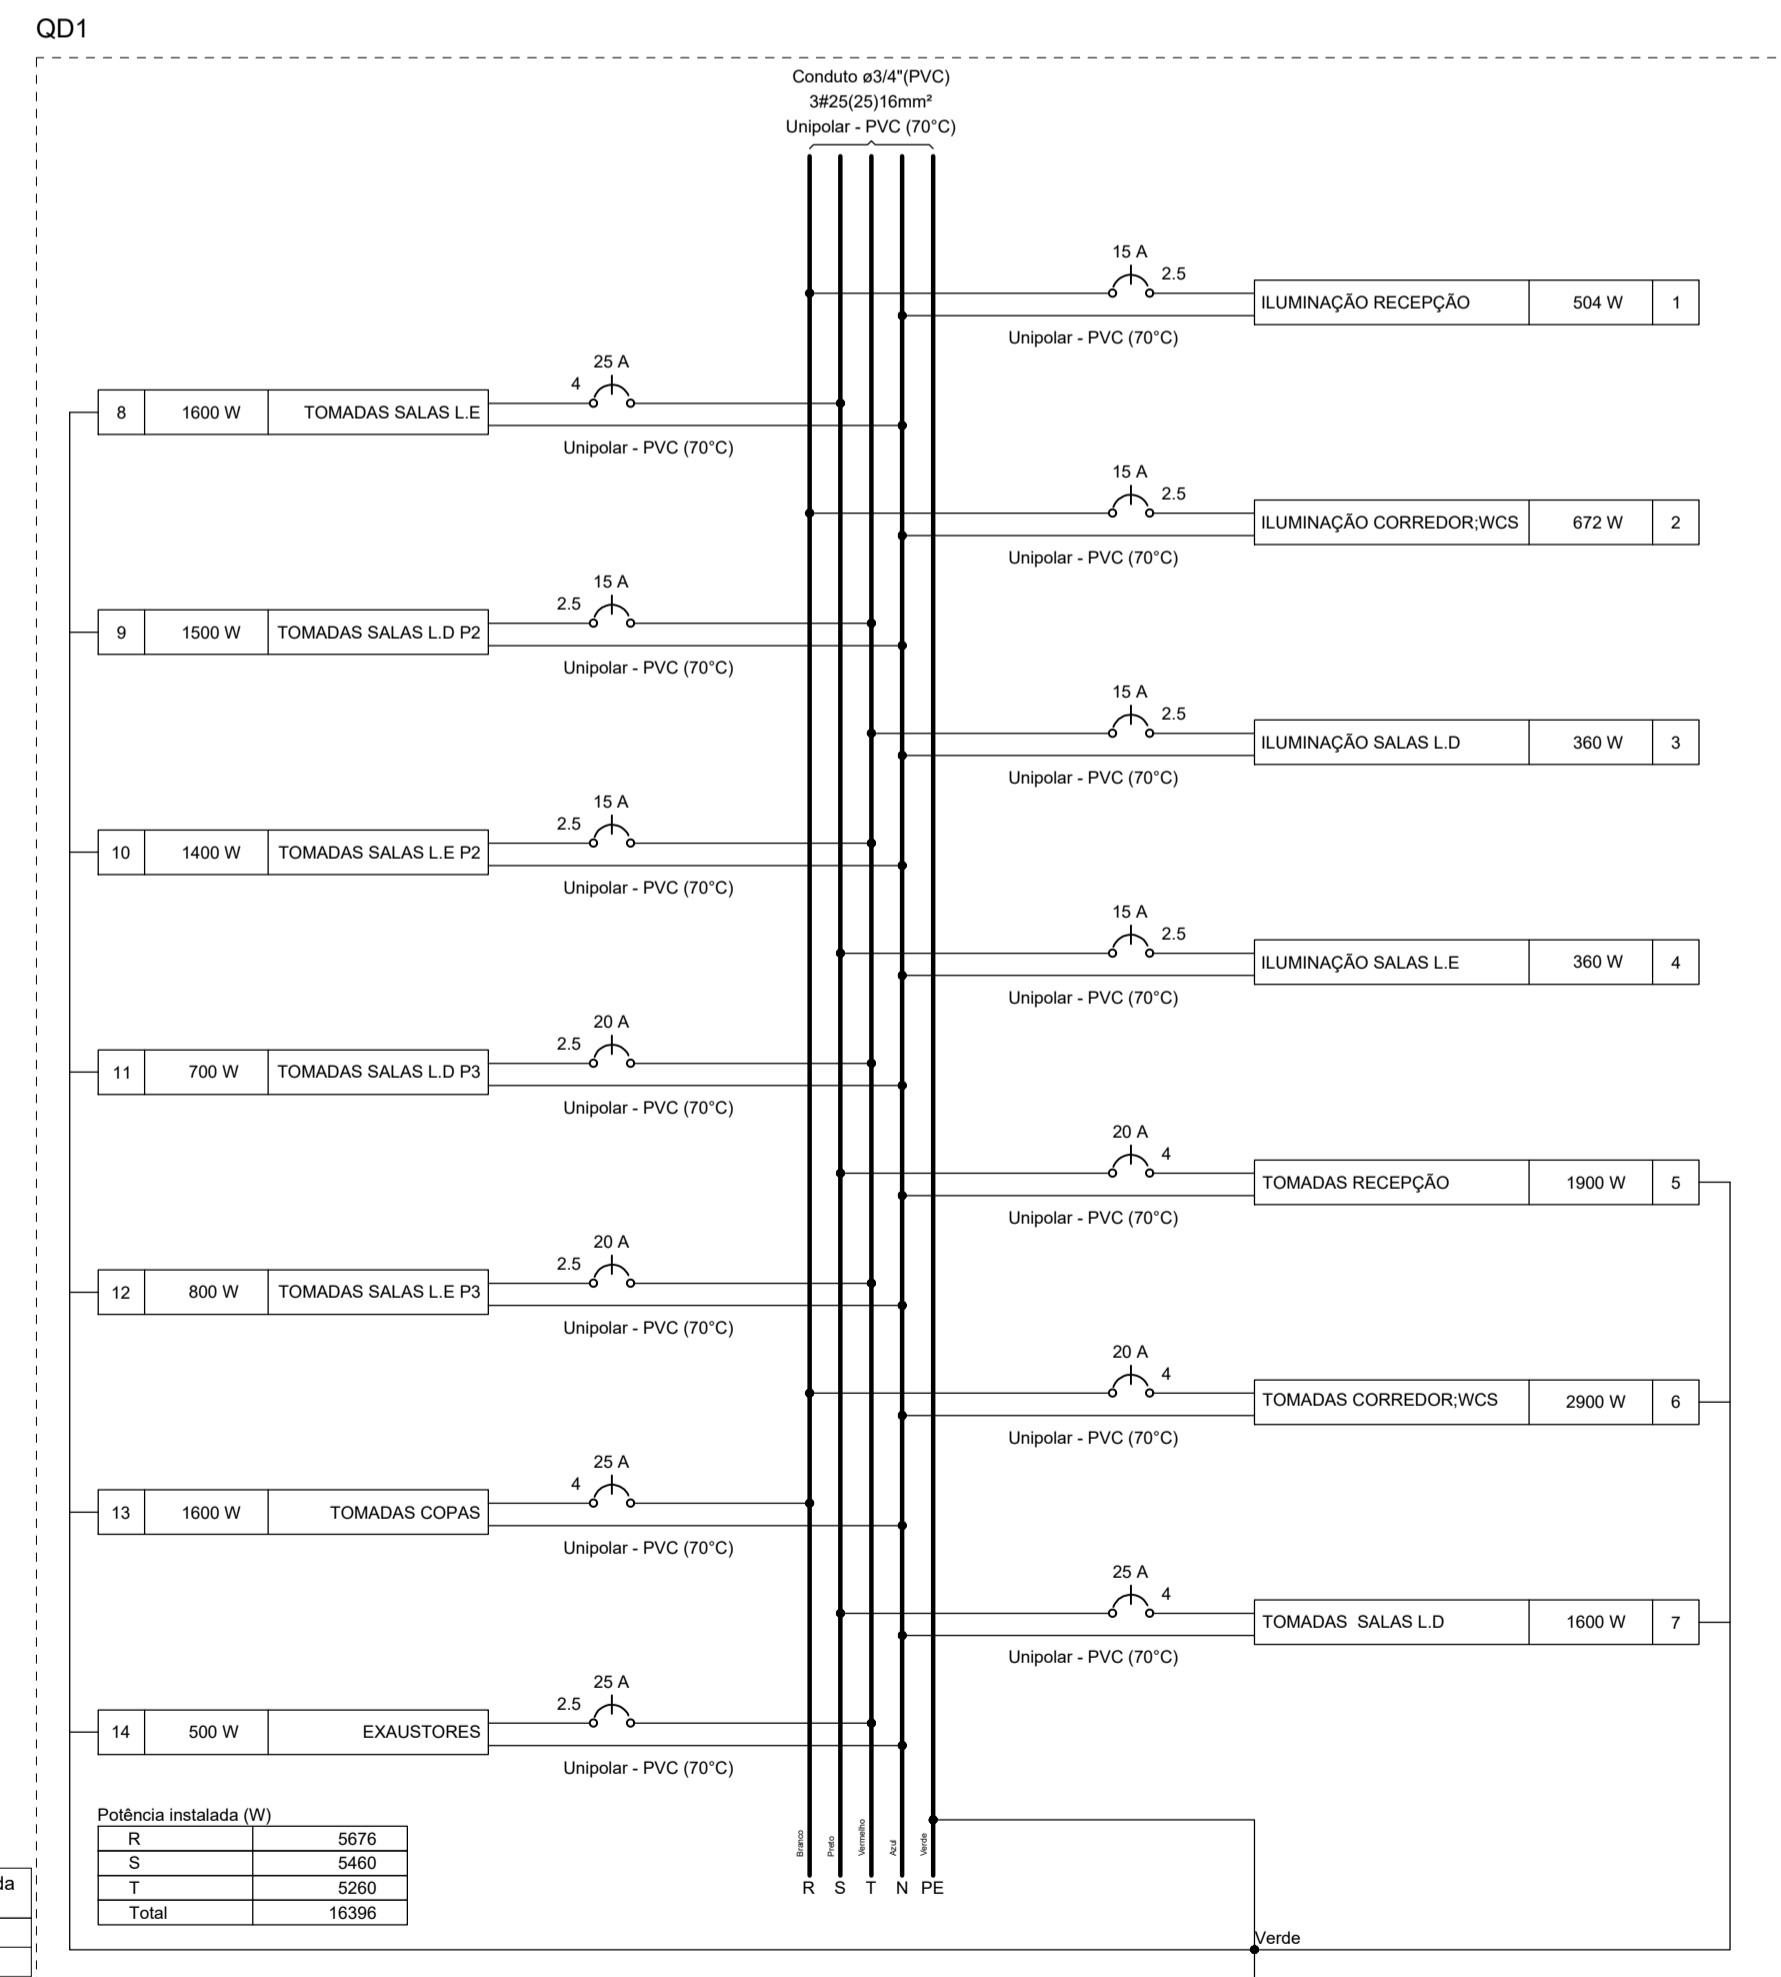 QD1
Conduto ø3/4"(PVC)
3#25(25)16mm²
Unipolar - PVC (70°C)
15 A
2.5
ILUMINAÇÃO RECEPÇÃO 504 W 1
Unipolar - PVC (70°C)
25 A
4
8 1600 W TOMADAS SALAS L.E
Unipolar - PVC (70°C)
15 A
2.5
ILUMINAÇÃO CORREDOR;WCS 672 W 2
Unipolar - PVC (70°C)
15 A
2.5
9 1500 W TOMADAS SALAS L.D P2
Unipolar - PVC (70°C)
15 A
2.5
ILUMINAÇÃO SALAS L.D 360 W 3
Unipolar - PVC (70°C)
15 A
2.5
10 1400 W TOMADAS SALAS L.E P2
Unipolar - PVC (70°C)
15 A
2.5
ILUMINAÇÃO SALAS L.E 360 W 4
Unipolar - PVC (70°C)
20 A
2.5
11 700 W TOMADAS SALAS L.D P3
Unipolar - PVC (70°C)
20 A
4
TOMADAS RECEPÇÃO 1900 W 5
Unipolar - PVC (70°C)
20 A
2.5
12 800 W TOMADAS SALAS L.E P3
Unipolar - PVC (70°C)
20 A
4
TOMADAS CORREDOR;WCS 2900 W 6
Unipolar - PVC (70°C)
25 A
4
13 1600 W TOMADAS COPAS
Unipolar - PVC (70°C)
25 A
4
TOMADAS SALAS L.D 1600 W 7
Unipolar - PVC (70°C)
25 A
2.5
14 500 W EXAUSTORES
Unipolar - PVC (70°C)
Potência instalada (W)
R 5676
S 5460
T 5260
Total 16396
Branco Preto Vermelho Azul Verde
R S T N PE
da
Verde